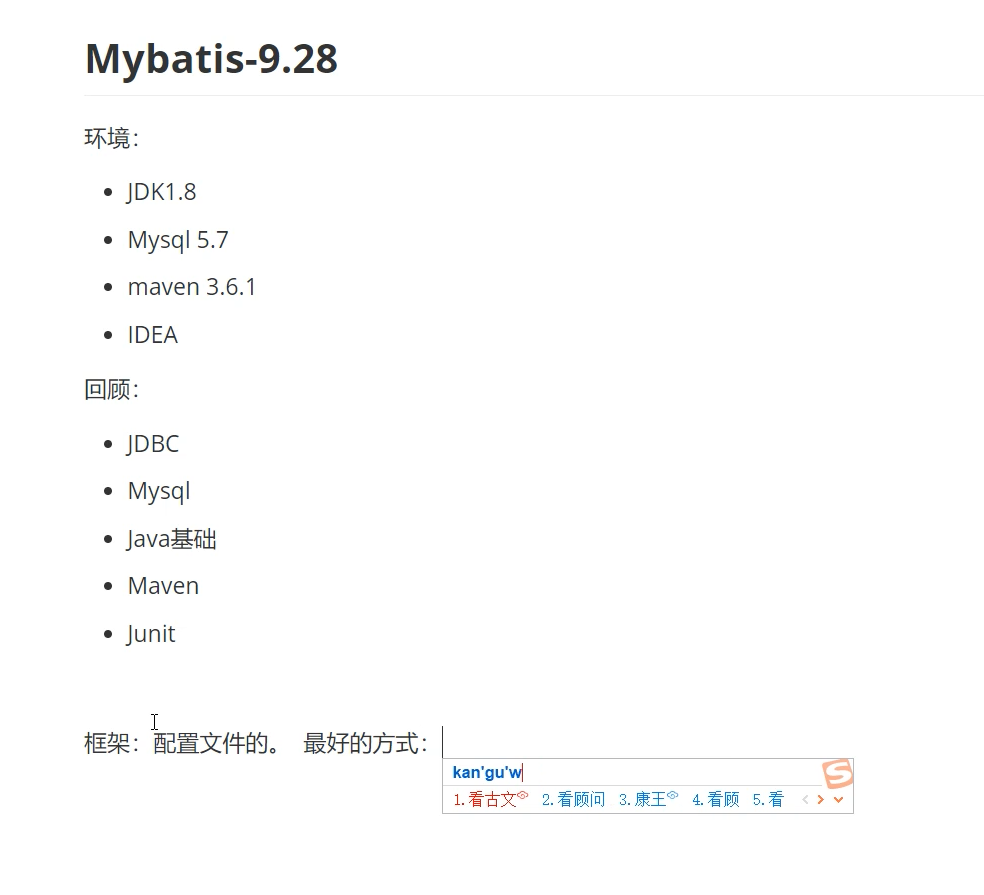 Mybatis-9.28
环境：
JDK1.8
Mysql 5.7
maven 3.6.1
IDEA
回顾：
JDBC
Mysql
Java基础
Maven
Junit
框架：配置文件的。 最好的方式：
kan'gu'w
1.看古文 2.看顾问 3.康王 4.看顾 5.看